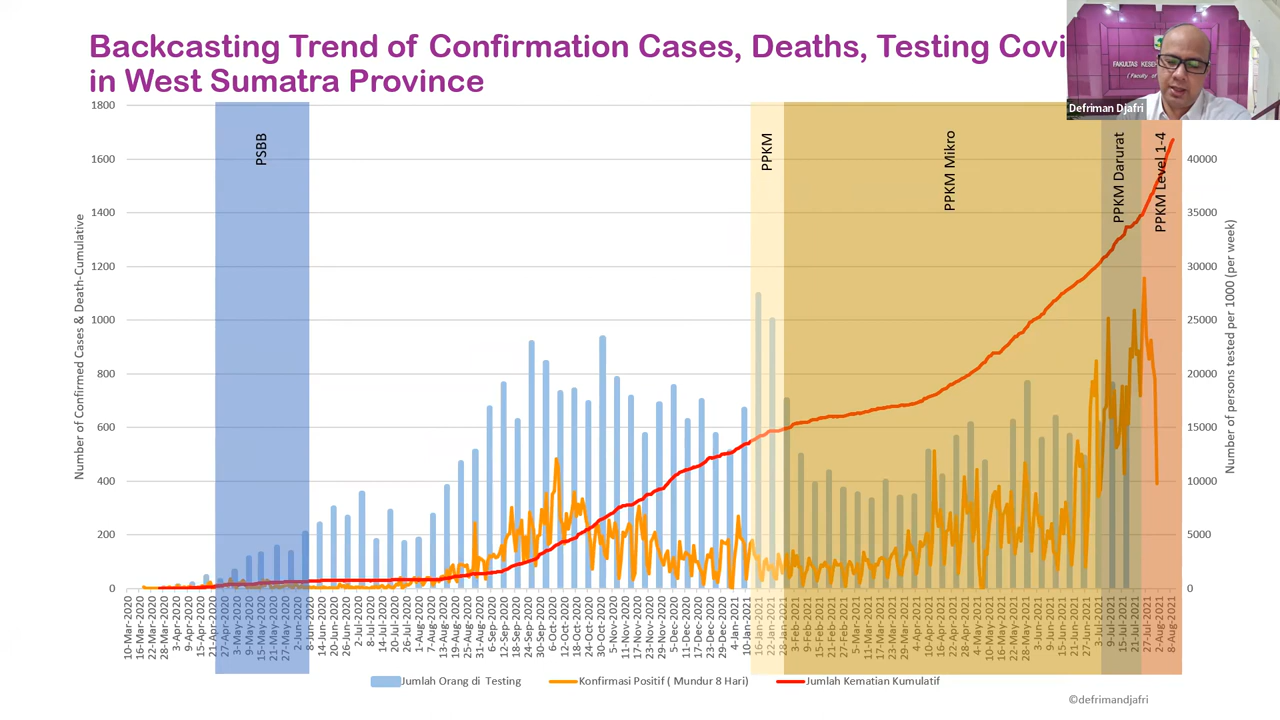 Backcasting Trend of Confirmation Cases, Deaths, Testing Covi
in West Sumatra Province
FAKULTAS KESEH
( Faculty of
Defriman Djafri
PSBB
PPKM
PPKM Mikro
PPKM Darurat
PPKM Level 1-4
Number of Confirmed Cases & Death-Cumulative
1800
1600
1400
1200
1000
800
600
400
200
0
40000
35000
30000
25000
20000
15000
10000
5000
0
Number of persons tested per 1000 (per week)
10-Mar-2020
16-Mar-2020
22-Mar-2020
28-Mar-2020
3-Apr-2020
9-Apr-2020
15-Apr-2020
21-Apr-2020
27-Apr-2020
3-May-2020
9-May-2020
15-May-2020
21-May-2020
27-May-2020
2-Jun-2020
8-Jun-2020
14-Jun-2020
20-Jun-2020
26-Jun-2020
2-Jul-2020
8-Jul-2020
14-Jul-2020
20-Jul-2020
26-Jul-2020
1-Aug-2020
7-Aug-2020
13-Aug-2020
19-Aug-2020
25-Aug-2020
31-Aug-2020
6-Sep-2020
12-Sep-2020
18-Sep-2020
24-Sep-2020
30-Sep-2020
6-Oct-2020
12-Oct-2020
18-Oct-2020
24-Oct-2020
30-Oct-2020
5-Nov-2020
11-Nov-2020
17-Nov-2020
23-Nov-2020
29-Nov-2020
5-Dec-2020
11-Dec-2020
17-Dec-2020
23-Dec-2020
29-Dec-2020
4-Jan-2021
10-Jan-2021
16-Jan-2021
22-Jan-2021
28-Jan-2021
3-Feb-2021
9-Feb-2021
15-Feb-2021
21-Feb-2021
27-Feb-2021
5-Mar-2021
11-Mar-2021
17-Mar-2021
23-Mar-2021
29-Mar-2021
4-Apr-2021
10-Apr-2021
16-Apr-2021
22-Apr-2021
28-Apr-2021
4-May-2021
10-May-2021
16-May-2021
22-May-2021
28-May-2021
3-Jun-2021
9-Jun-2021
15-Jun-2021
21-Jun-2021
27-Jun-2021
3-Jul-2021
9-Jul-2021
15-Jul-2021
21-Jul-2021
27-Jul-2021
2-Aug-2021
8-Aug-2021
Jumlah Orang di Testing
Konfirmasi Positif ( Mundur 8 Hari)
Jumlah Kematian Kumulatif
©defrimandjafri